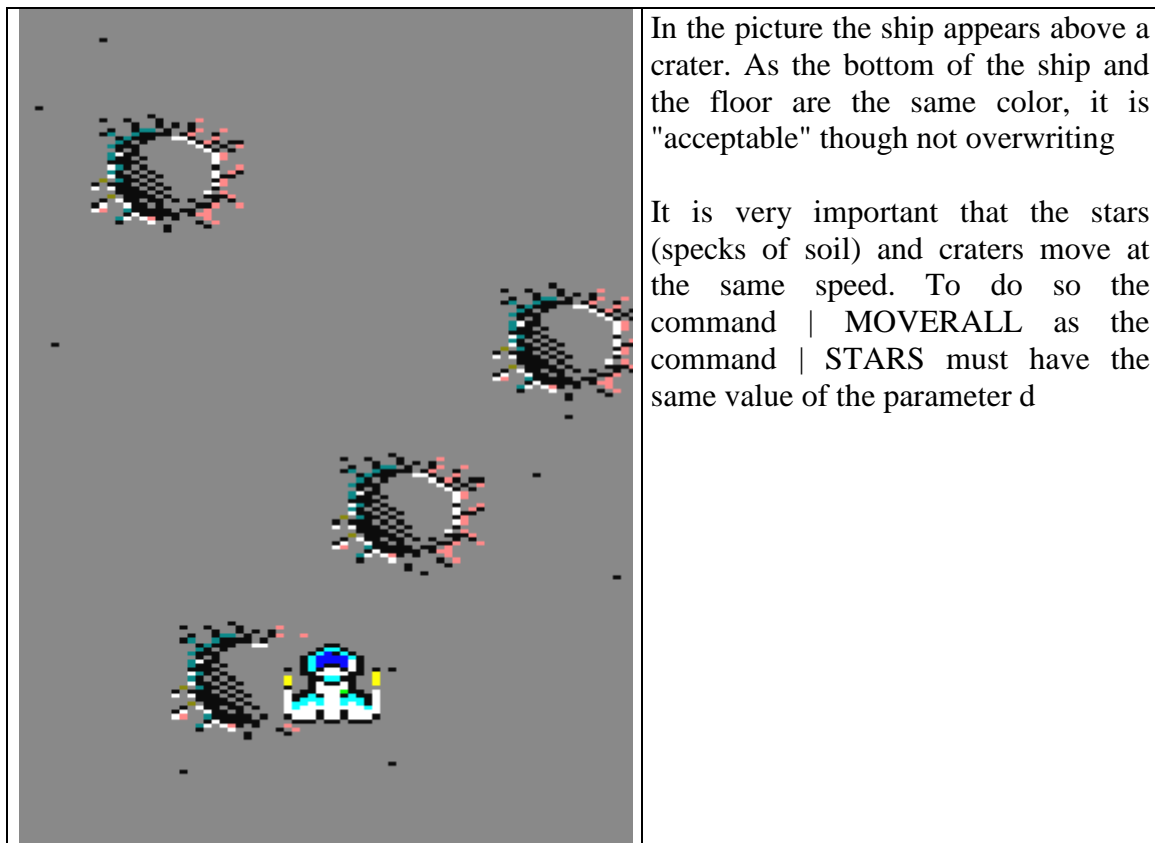 In the picture the ship appears above a
crater. As the bottom of the ship and
the floor are the same color, it is
"acceptable" though not overwriting
It is very important that the stars
(specks of soil) and craters move at
the same speed. To do so the
command | MOVERALL as the
command | STARS must have the
same value of the parameter d